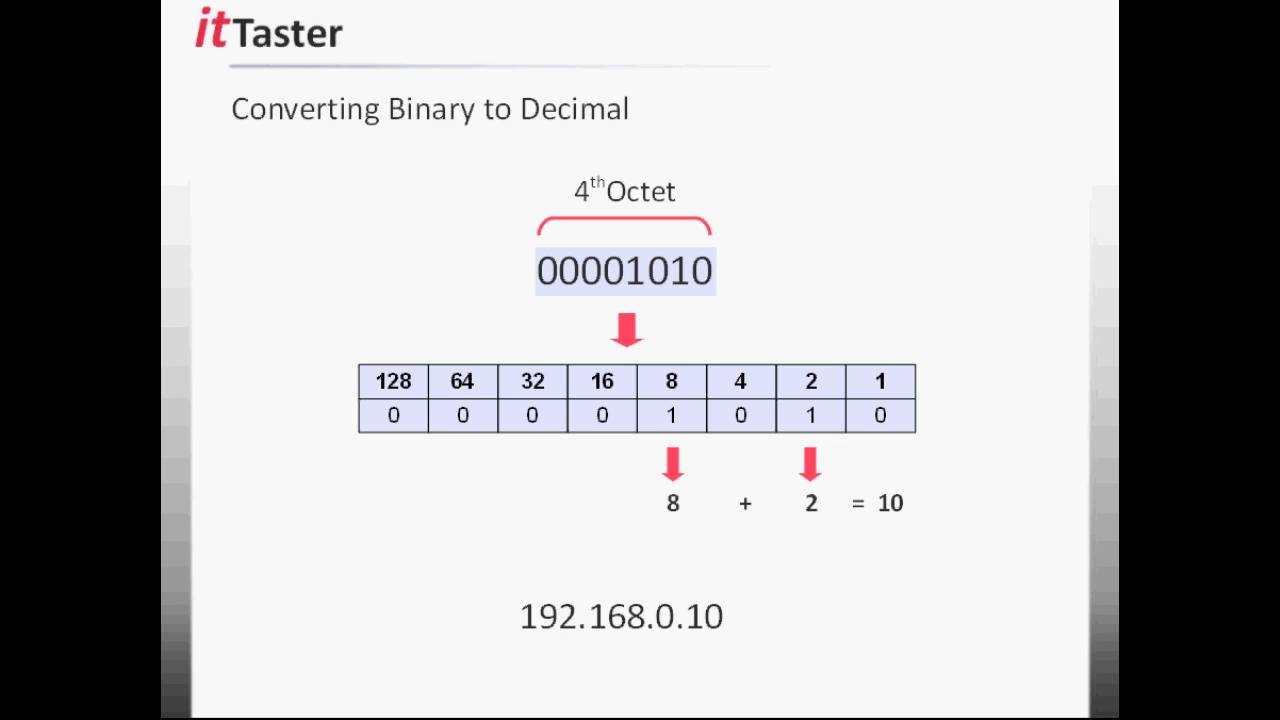 itTaster
Converting Binary to Decimal
4th Octet
00001010
128 64 32 16 8 4 2 1
0 0 0 0 1 0 1 0
8 + 2 = 10
192.168.0.10